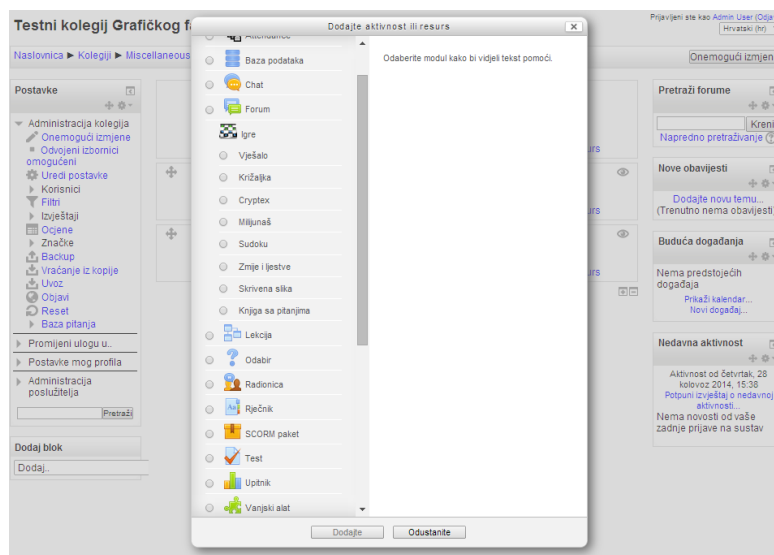 Testni kolegij Grafičkog fa
Prijavljeni ste kao Admin User (Odja
Hrvatski (hr)
Naslovnica ► Kolegiji ► Miscellaneous
Onemogući izmjen
Postavke
Administracija kolegija
Onemogući izmjene
Odvojeni izbornici
omogućeni
Uredi postavke
Korisnici
Filtri
Izvještaji
Ocjene
Značke
Backup
Vraćanje iz kopije
Uvoz
Objavi
Reset
Baza pitanja
Promijeni ulogu u..
Postavke mog profila
Administracija
poslužitelja
Pretraži
Dodaj blok
Dodaj..
Dodajte aktivnost ili resurs
Attendance
Baza podataka
Chat
Forum
Igre
Vješalo
Križaljka
Cryptex
Milijunaš
Sudoku
Zmije i ljestve
Skrivena slika
Knjiga sa pitanjima
Lekcija
Odabir
Radionica
Rječnik
SCORM paket
Test
Upitnik
Vanjski alat
Odaberite modul kako bi vidjeli tekst pomoći.
Dodajte
Odustanite
urs
urs
urs
Pretraži forume
Kreni
Napredno pretraživanje
Nove obavijesti
Dodajte novu temu...
(Trenutno nema obavijesti)
Buduća događanja
Nema predstojećih
događaja
Prikaži kalendar...
Novi događaj...
Nedavna aktivnost
Aktivnost od četvrtak, 28
kolovoz 2014, 15:38
Potpuni izvještaj o nedavnoj
aktivnosti...
Nema novosti od vaše
zadnje prijave na sustav